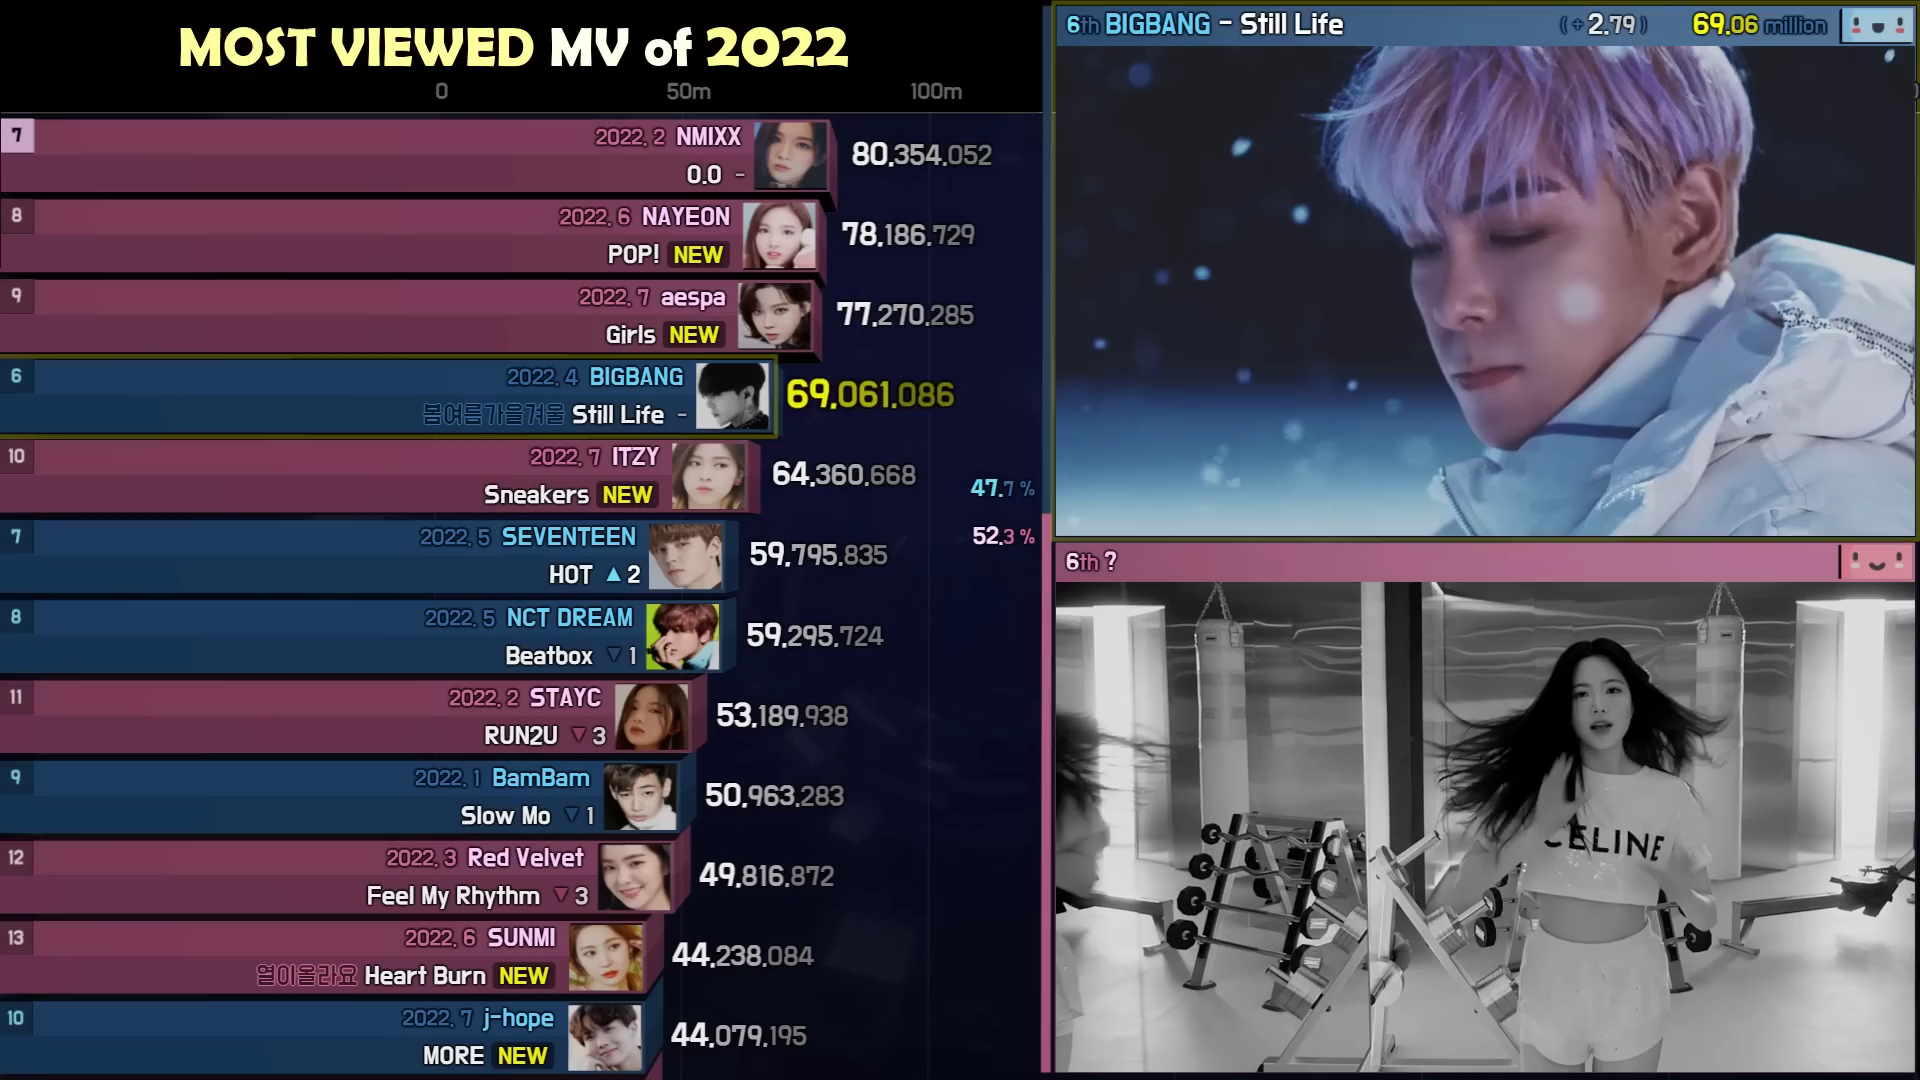 MOST VIEWED MV of 2022
0 50m 100m
7 2022. 2 NMIXX
0.0 -
80,354,052
8 2022. 6 NAYEON
POP! NEW
78,186,729
9 2022. 7 aespa
Girls NEW
77,270,285
6 2022. 4 BIGBANG
봄여름가을겨울 Still Life -
69,061,086
10 2022. 7 ITZY
Sneakers NEW
64,360,668
47.7 %
52.3 %
7 2022. 5 SEVENTEEN
HOT ▲ 2
59,795,835
8 2022. 5 NCT DREAM
Beatbox ▽ 1
59,295,724
11 2022. 2 STAYC
RUN2U ▼ 3
53,189,938
9 2022. 1 BamBam
Slow Mo ▽ 1
50,963,283
12 2022. 3 Red Velvet
Feel My Rhythm ▼ 3
49,816,872
13 2022. 6 SUNMI
열이올라요 Heart Burn NEW
44,238,084
10 2022. 7 j-hope
MORE NEW
44,079,195
6th BIGBANG - Still Life (+2.79) 69.06 million
6th ?
CELINE